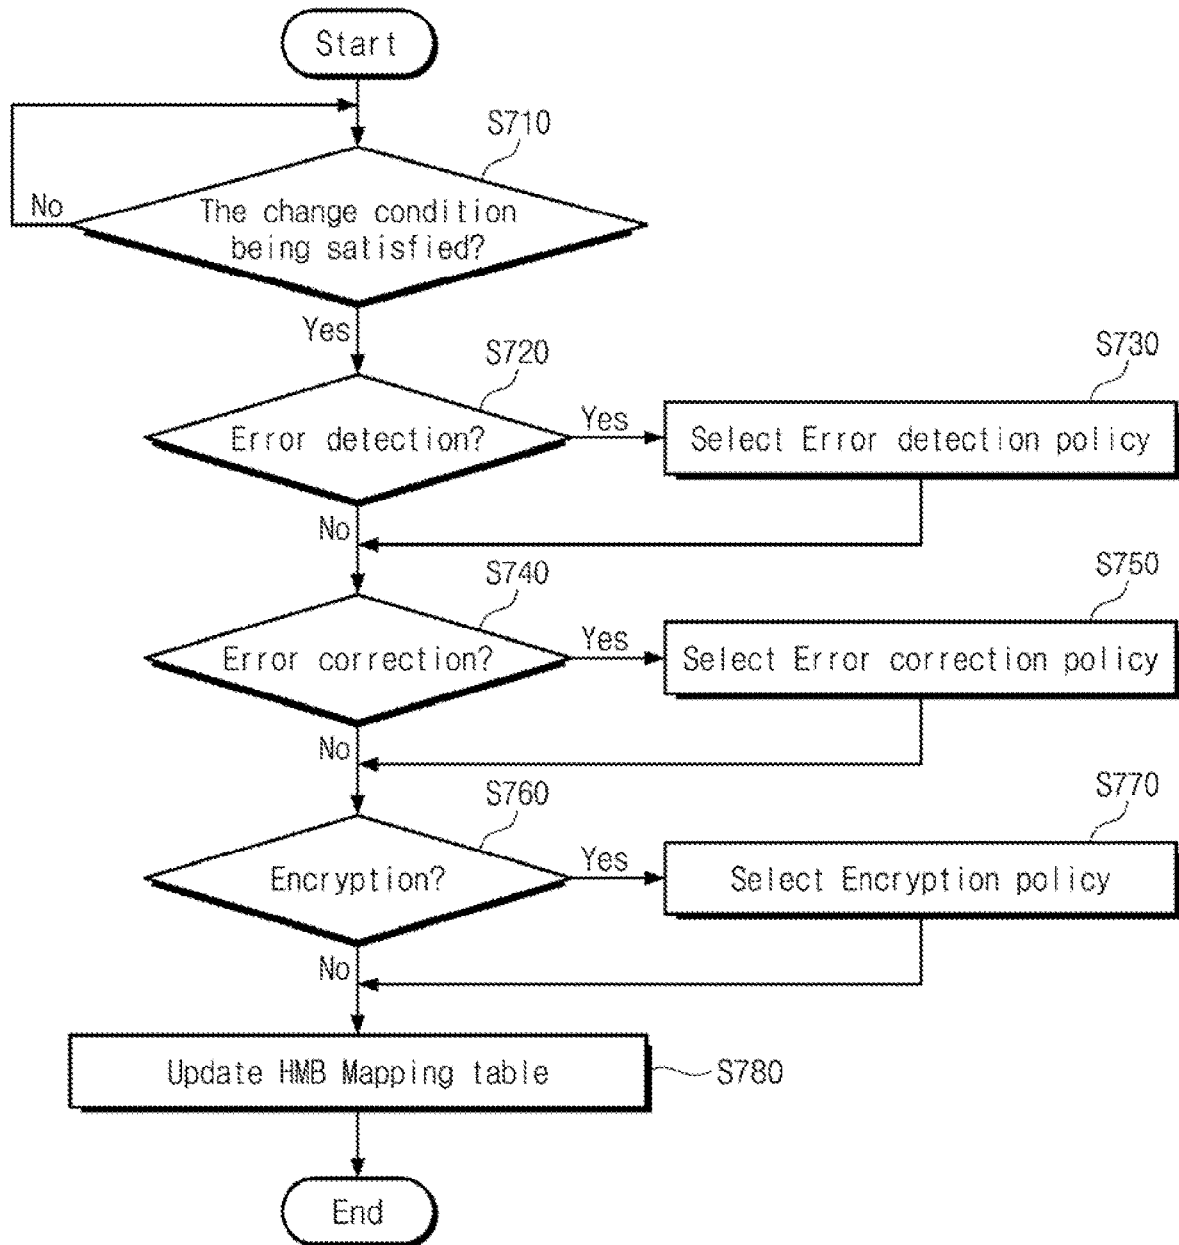 Start
S710
No
The change condition
being satisfied?
Yes
S720
S730
Error detection?
Yes
Select Error detection policy
No
S740
S750
Error correction?
Yes
Select Error correction policy
No
S760
S770
Encryption?
Yes
Select Encryption policy
No
Update HMB Mapping table
S780
End